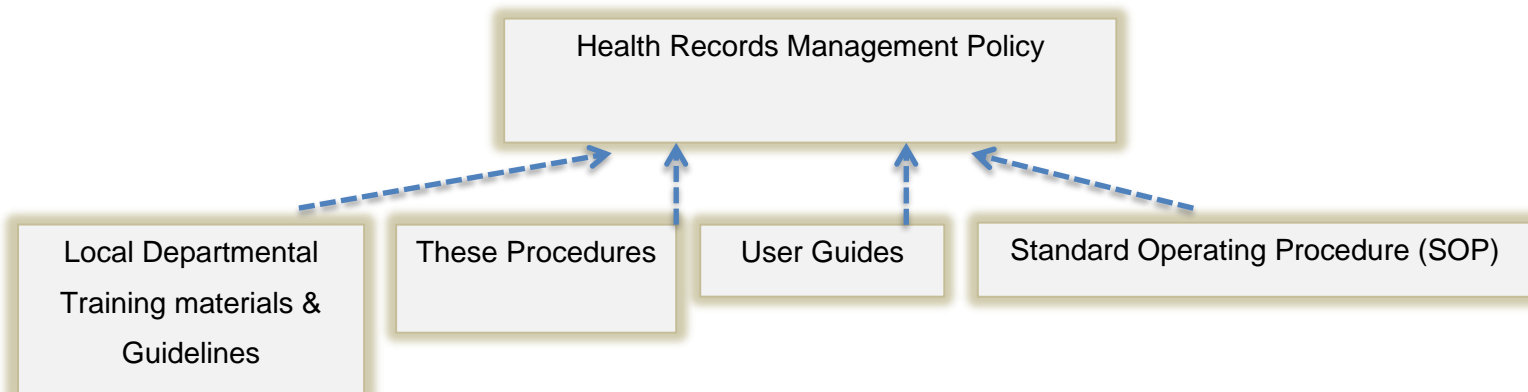 Health Records Management Policy
Local Departmental
Training materials &
Guidelines
These Procedures
User Guides
Standard Operating Procedure (SOP)